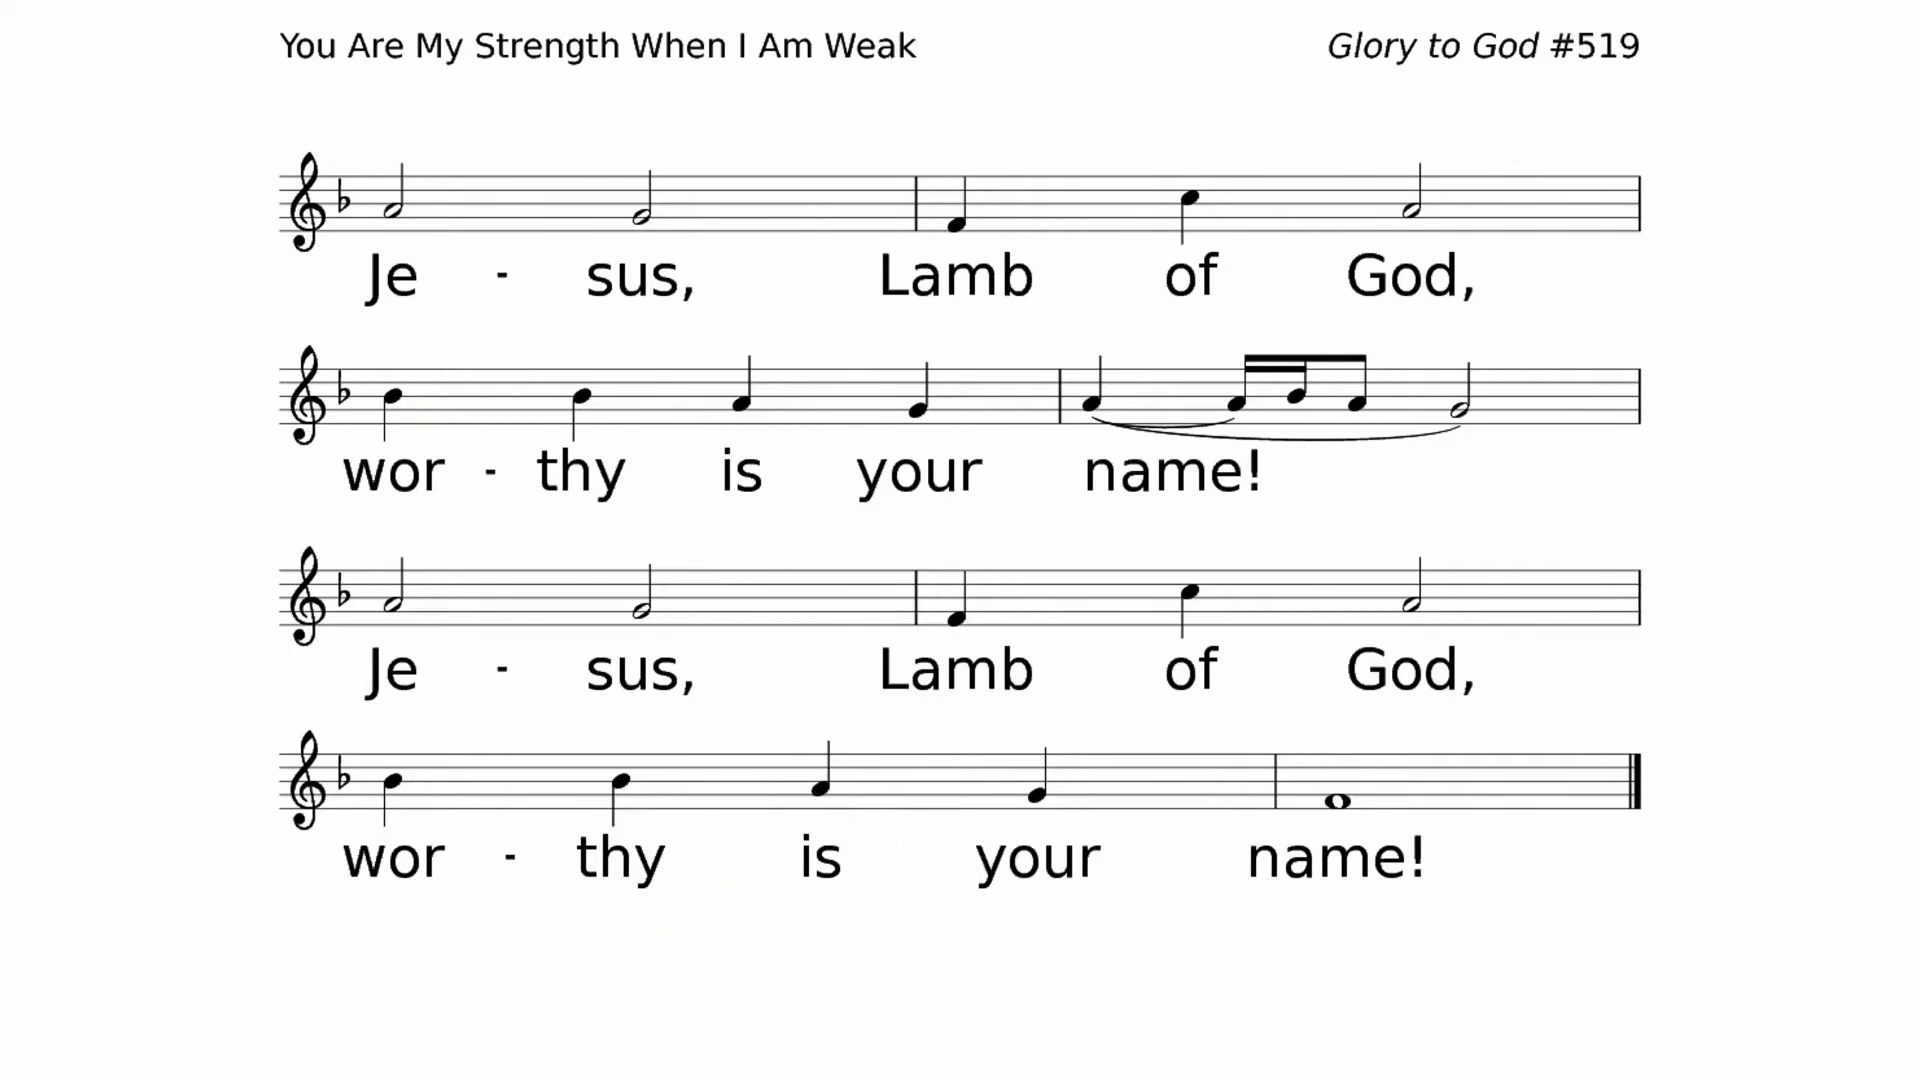 You Are My Strength When I Am Weak Glory to God #519
Je - sus, Lamb of God,
wor - thy is your name!
Je - sus, Lamb of God,
wor - thy is your name!